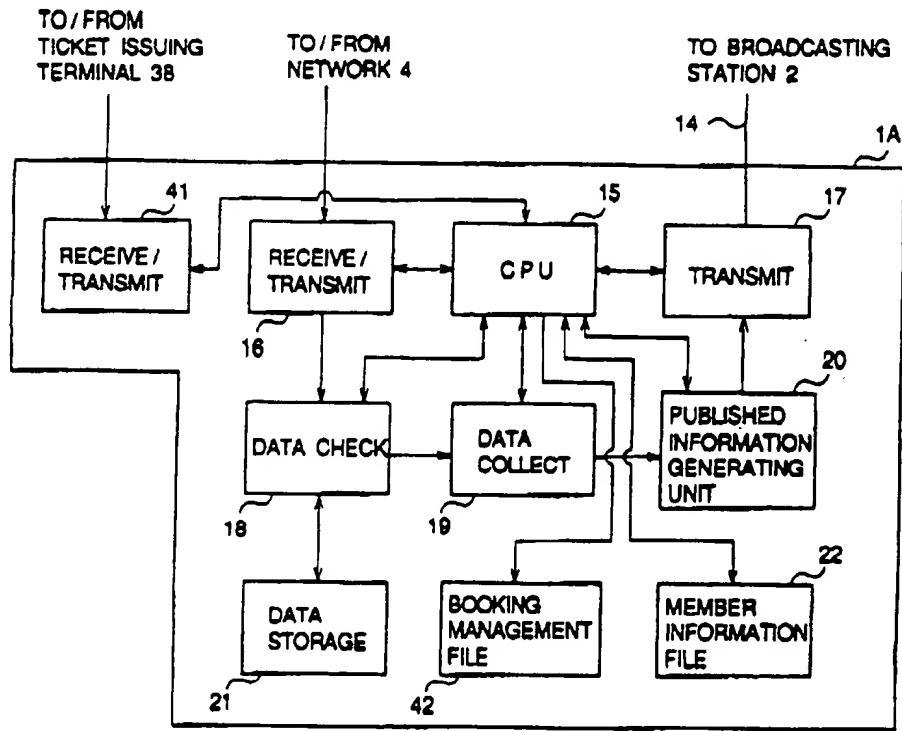 TO/FROM
TICKET ISSUING
TERMINAL 38
TO/FROM
NETWORK 4
TO BROADCASTING
STATION 2
14
1A
41
15
17
RECEIVE/
TRANSMIT
RECEIVE/
TRANSMIT
CPU
TRANSMIT
16
20
DATA CHECK
DATA
COLLECT
PUBLISHED
INFORMATION
GENERATING
UNIT
18
19
22
DATA
STORAGE
BOOKING
MANAGEMENT
FILE
MEMBER
INFORMATION
FILE
21
42